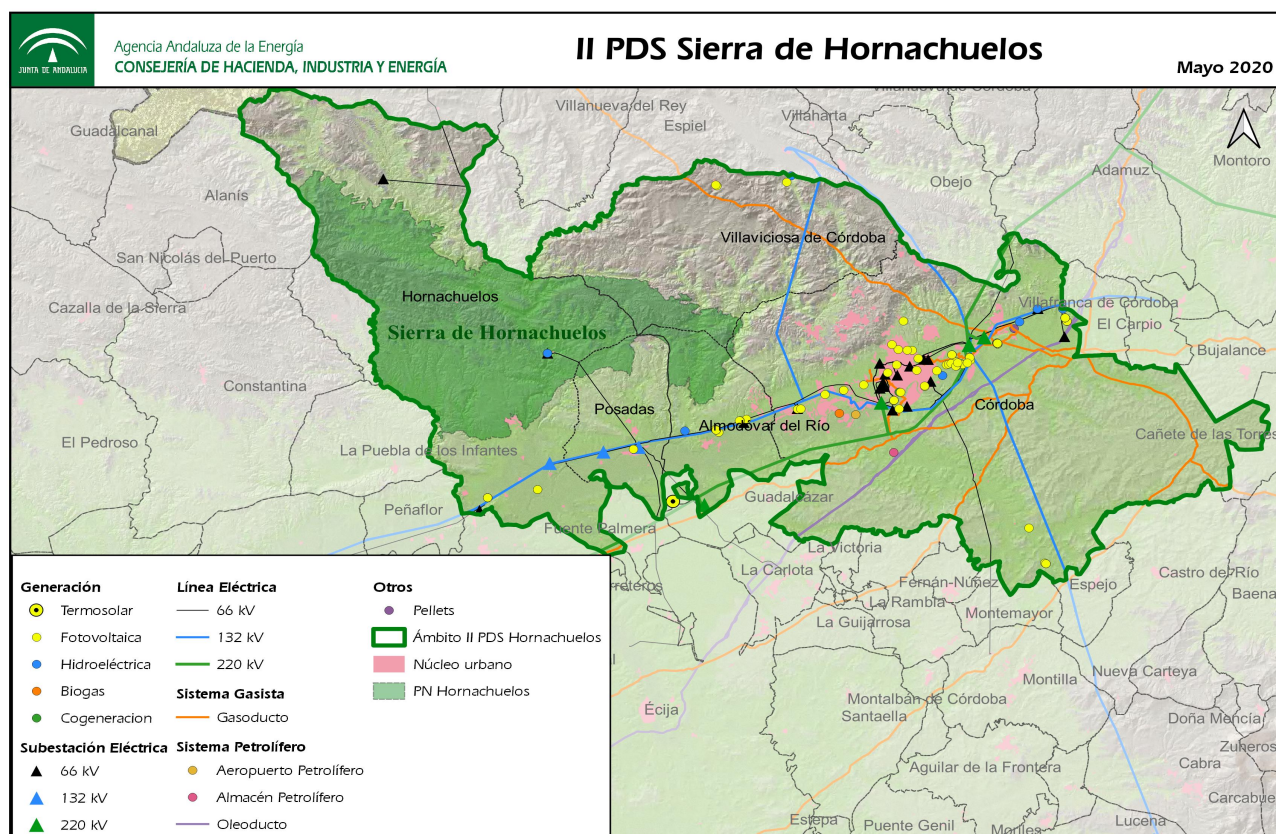 JUNTA DE ANDALUCIA
Agencia Andaluza de la Energía
CONSEJERÍA DE HACIENDA, INDUSTRIA Y ENERGÍA
II PDS Sierra de Hornachuelos
Mayo 2020
Villanueva del Rey
Espiel
Villaharta
Villanueva de Córdoba
Guadalcanal
Adamuz
Montoro
Alanís
Obejo
Villaviciosa de Córdoba
San Nicolás del Puerto
Hornachuelos
Villafranca de Córdoba
Cazalla de la Sierra
Sierra de Hornachuelos
El Carpio
Bujalance
Constantina
Posadas
Córdoba
Almodóvar del Río
Cañete de las Torres
El Pedroso
La Puebla de los Infantes
Guadalcázar
Peñaflor
Fuente Palmera
La Victoria
La Carlota
Fernán-Núñez
Espejo
Castro del Río
Baena
La Rambla
Montemayor
La Guijarrosa
Nueva Carteya
Montilla
Montalbán de Córdoba
Santaella
Écija
Doña Mencía
Zuheros
Cabra
Aguilar de la Frontera
Carcabuey
Estepa
Puente Genil
Moriles
Lucena
Generación
Termosolar
Fotovoltaica
Hidroeléctrica
Biogas
Cogeneracion
Subestación Eléctrica
66 kV
132 kV
220 kV
Línea Eléctrica
66 kV
132 kV
220 kV
Sistema Gasista
Gasoducto
Sistema Petrolífero
Aeropuerto Petrolífero
Almacén Petrolífero
Oleoducto
Otros
Pellets
Ámbito II PDS Hornachuelos
Núcleo urbano
PN Hornachuelos